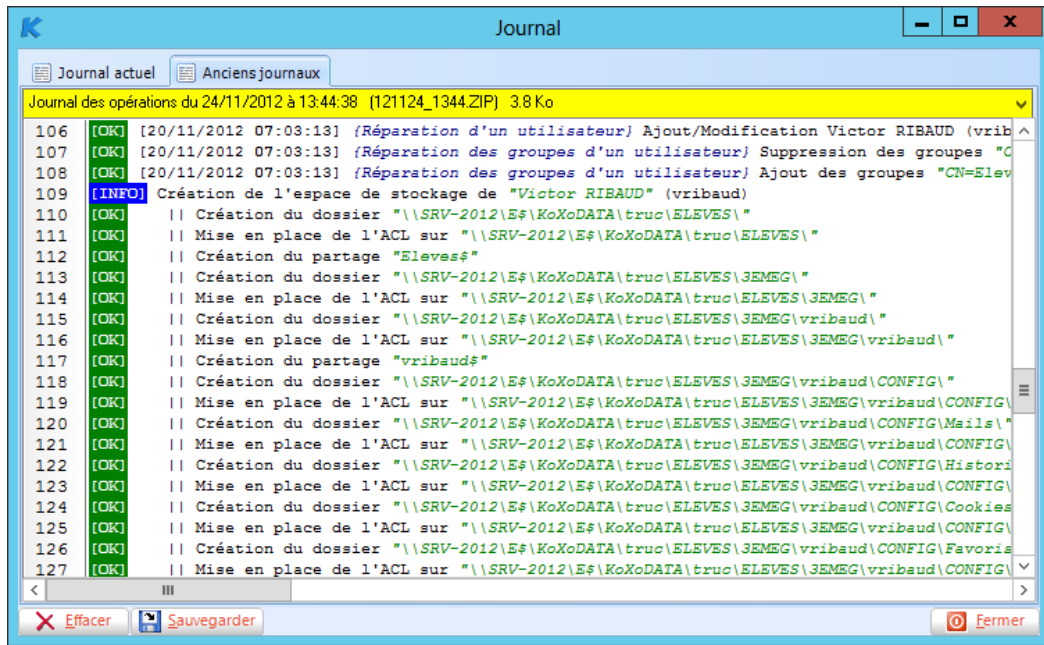 Journal
Journal actuel
Anciens journaux
Journal des opérations du 24/11/2012 à 13:44:38 (121124_1344.ZIP) 3.8 Ko
106 [OK] [20/11/2012 07:03:13] {Réparation d'un utilisateur} Ajout/Modification Victor RIBAUD (vrib
107 [OK] [20/11/2012 07:03:13] {Réparation des groupes d'un utilisateur} Suppression des groupes "C
108 [OK] [20/11/2012 07:03:13] {Réparation des groupes d'un utilisateur} Ajout des groupes "CN=Elev
109 [INFO] Création de l'espace de stockage de "Victor RIBAUD" (vribaud)
110 [OK] || Création du dossier "\\SRV-2012\E$\KoXoDATA\truc\ELEVES\"
111 [OK] || Mise en place de l'ACL sur "\\SRV-2012\E$\KoXoDATA\truc\ELEVES\"
112 [OK] || Création du partage "Eleves$"
113 [OK] || Création du dossier "\\SRV-2012\E$\KoXoDATA\truc\ELEVES\3EMEG\"
114 [OK] || Mise en place de l'ACL sur "\\SRV-2012\E$\KoXoDATA\truc\ELEVES\3EMEG\"
115 [OK] || Création du dossier "\\SRV-2012\E$\KoXoDATA\truc\ELEVES\3EMEG\vribaud\"
116 [OK] || Mise en place de l'ACL sur "\\SRV-2012\E$\KoXoDATA\truc\ELEVES\3EMEG\vribaud\"
117 [OK] || Création du partage "vribaud$"
118 [OK] || Création du dossier "\\SRV-2012\E$\KoXoDATA\truc\ELEVES\3EMEG\vribaud\CONFIG\"
119 [OK] || Mise en place de l'ACL sur "\\SRV-2012\E$\KoXoDATA\truc\ELEVES\3EMEG\vribaud\CONFIG\
120 [OK] || Création du dossier "\\SRV-2012\E$\KoXoDATA\truc\ELEVES\3EMEG\vribaud\CONFIG\Mails\"
121 [OK] || Mise en place de l'ACL sur "\\SRV-2012\E$\KoXoDATA\truc\ELEVES\3EMEG\vribaud\CONFIG\
122 [OK] || Création du dossier "\\SRV-2012\E$\KoXoDATA\truc\ELEVES\3EMEG\vribaud\CONFIG\Histori
123 [OK] || Mise en place de l'ACL sur "\\SRV-2012\E$\KoXoDATA\truc\ELEVES\3EMEG\vribaud\CONFIG\
124 [OK] || Création du dossier "\\SRV-2012\E$\KoXoDATA\truc\ELEVES\3EMEG\vribaud\CONFIG\Cookies
125 [OK] || Mise en place de l'ACL sur "\\SRV-2012\E$\KoXoDATA\truc\ELEVES\3EMEG\vribaud\CONFIG\
126 [OK] || Création du dossier "\\SRV-2012\E$\KoXoDATA\truc\ELEVES\3EMEG\vribaud\CONFIG\Favoris
127 [OK] || Mise en place de l'ACL sur "\\SRV-2012\E$\KoXoDATA\truc\ELEVES\3EMEG\vribaud\CONFIG\
Effacer
Sauvegarder
Fermer